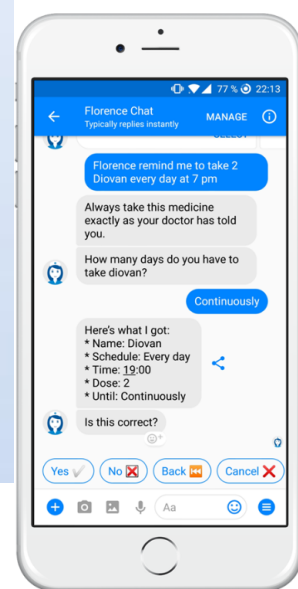 77 % 22:13
Florence Chat
Typically replies instantly
MANAGE
Florence remind me to take 2
Diovan every day at 7 pm
Always take this medicine
exactly as your doctor has told
you.
How many days do you have to
take diovan?
Continuously
Here's what I got:
* Name: Diovan
* Schedule: Every day
* Time: 19:00
* Dose: 2
* Until: Continuously
Is this correct?
Yes No Back Cancel
Aa